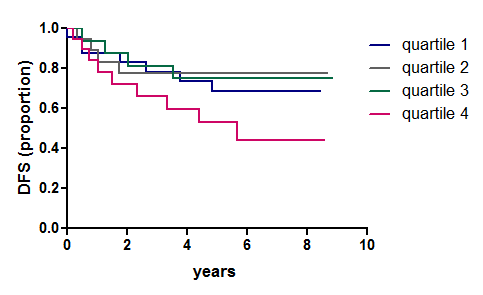 1.0
0.8
0.6
0.4
0.2
0.0
DFS (proportion)
0 2 4 6 8 10
years
quartile 1
quartile 2
quartile 3
quartile 4